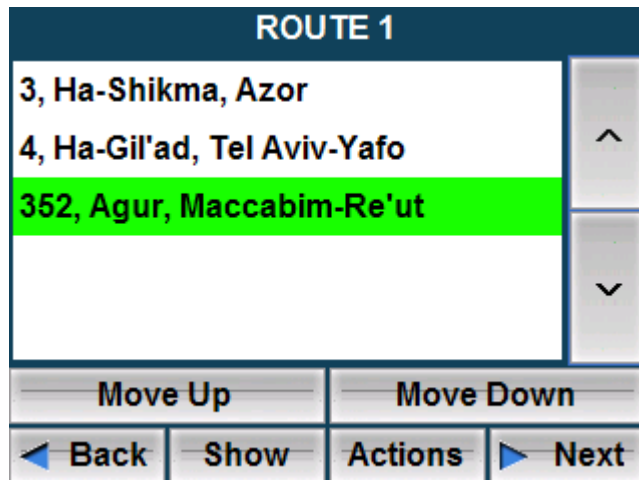 ROUTE 1
3, Ha-Shikma, Azor
4, Ha-Gil'ad, Tel Aviv-Yafo
352, Agur, Maccabim-Re'ut
Move Up
Move Down
Back
Show
Actions
Next